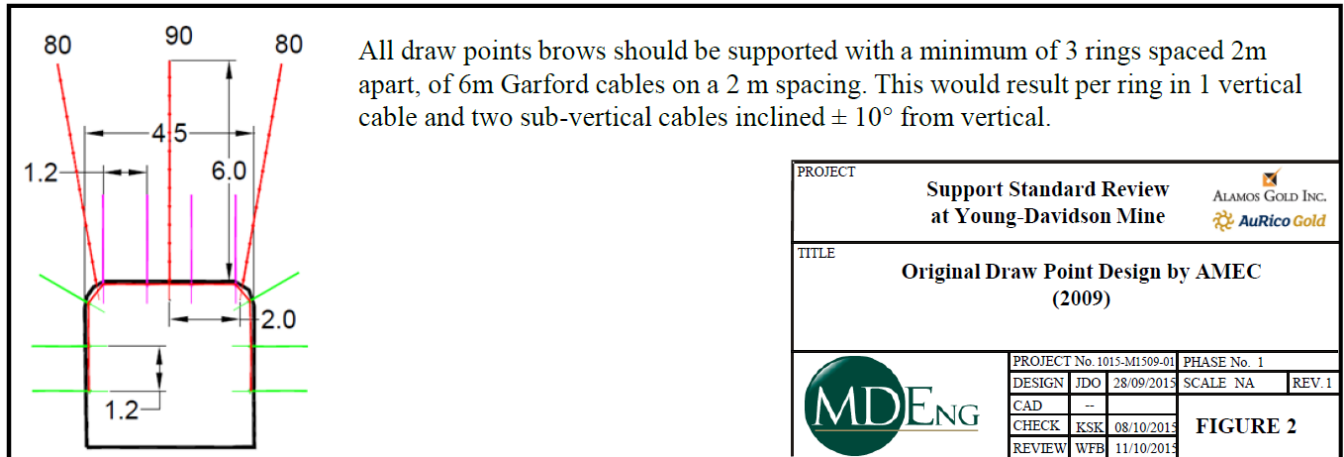 80
90
80
4.5
1.2
6.0
2.0
1.2
All draw points brows should be supported with a minimum of 3 rings spaced 2m
apart, of 6m Garford cables on a 2 m spacing. This would result per ring in 1 vertical
cable and two sub-vertical cables inclined ± 10° from vertical.
PROJECT
Support Standard Review
at Young-Davidson Mine
ALAMOS GOLD INC.
AuRico Gold
TITLE
Original Draw Point Design by AMEC
(2009)
MDENG
PROJECT No. 1015-M1509-01 PHASE No. 1
DESIGN JDO 28/09/2015 SCALE NA REV. 1
CAD --
CHECK KSK 08/10/2015
FIGURE 2
REVIEW WFB 11/10/2015